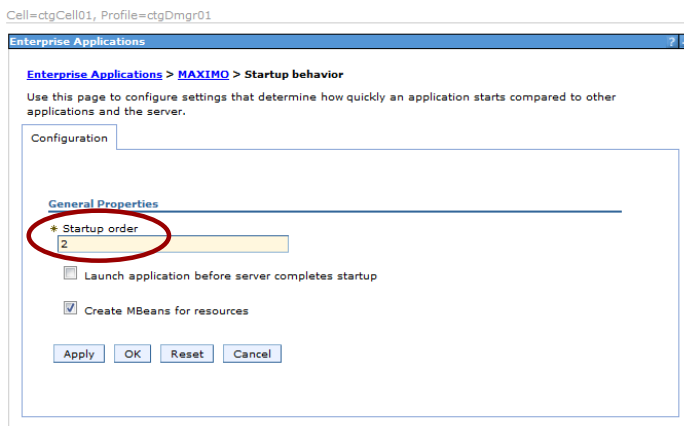 Cell=ctgCell01, Profile=ctgDmgr01
Enterprise Applications ?
Enterprise Applications > MAXIMO > Startup behavior
Use this page to configure settings that determine how quickly an application starts compared to other
applications and the server.
Configuration
General Properties
* Startup order
2
Launch application before server completes startup
Create MBeans for resources
Apply OK Reset Cancel